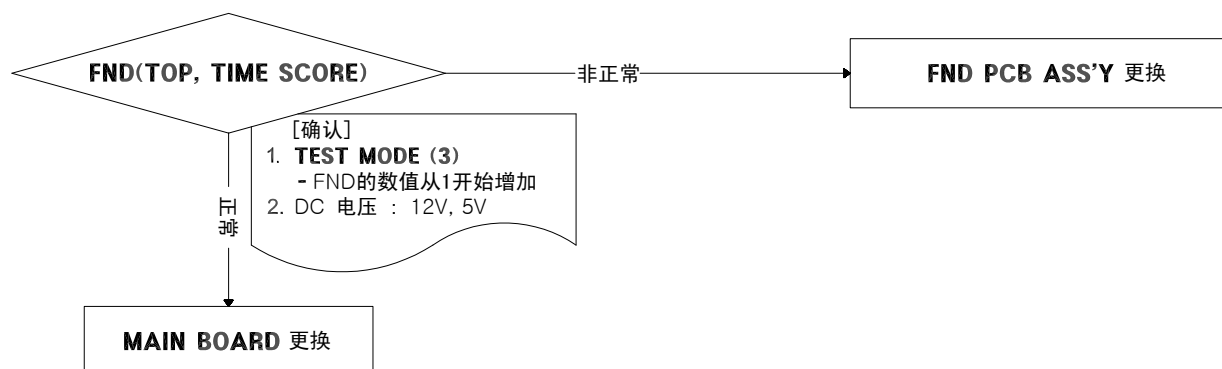 FND(TOP, TIME SCORE)
非正常
FND PCB ASS'Y 更换
[确认]
1. TEST MODE (3)
- FND的数值从1开始增加
2. DC 电压 : 12V, 5V
正常
MAIN BOARD 更换